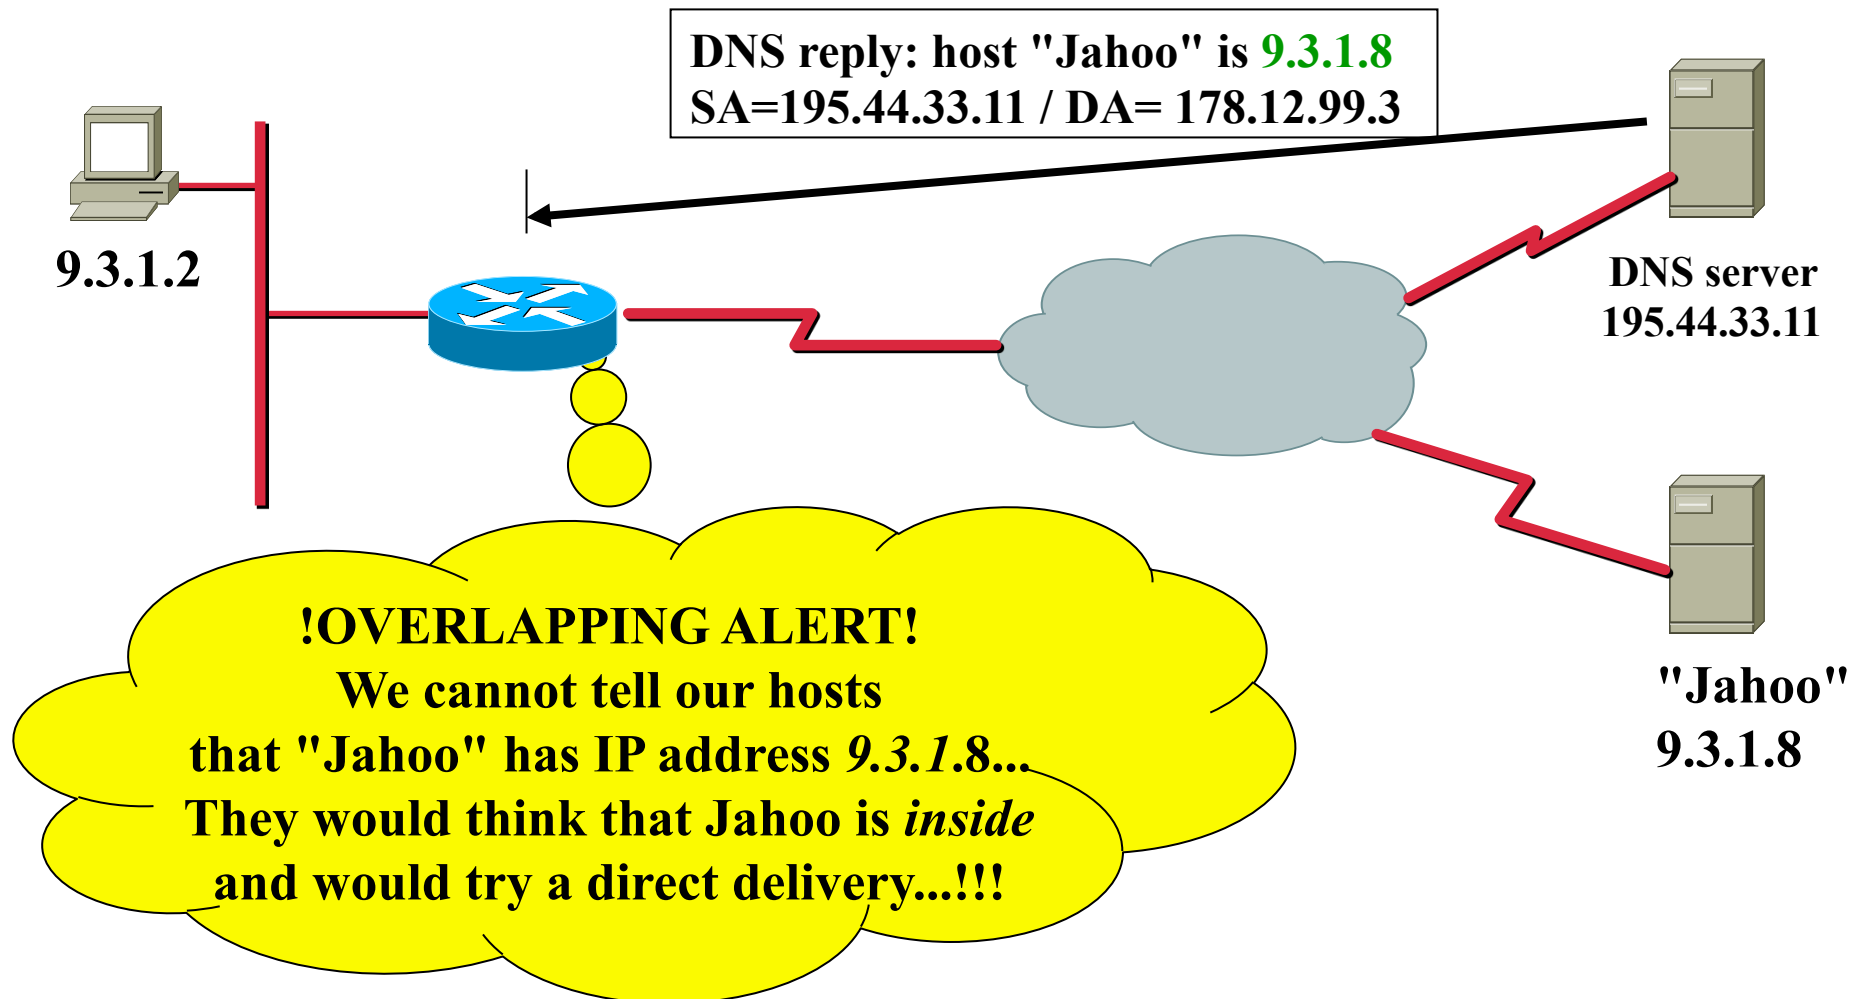 DNS reply: host "Jahoo" is 9.3.1.8
SA=195.44.33.11 / DA= 178.12.99.3
9.3.1.2
DNS server
195.44.33.11
!OVERLAPPING ALERT!
We cannot tell our hosts
that "Jahoo" has IP address 9.3.1.8...
They would think that Jahoo is inside
and would try a direct delivery...!!!
"Jahoo"
9.3.1.8